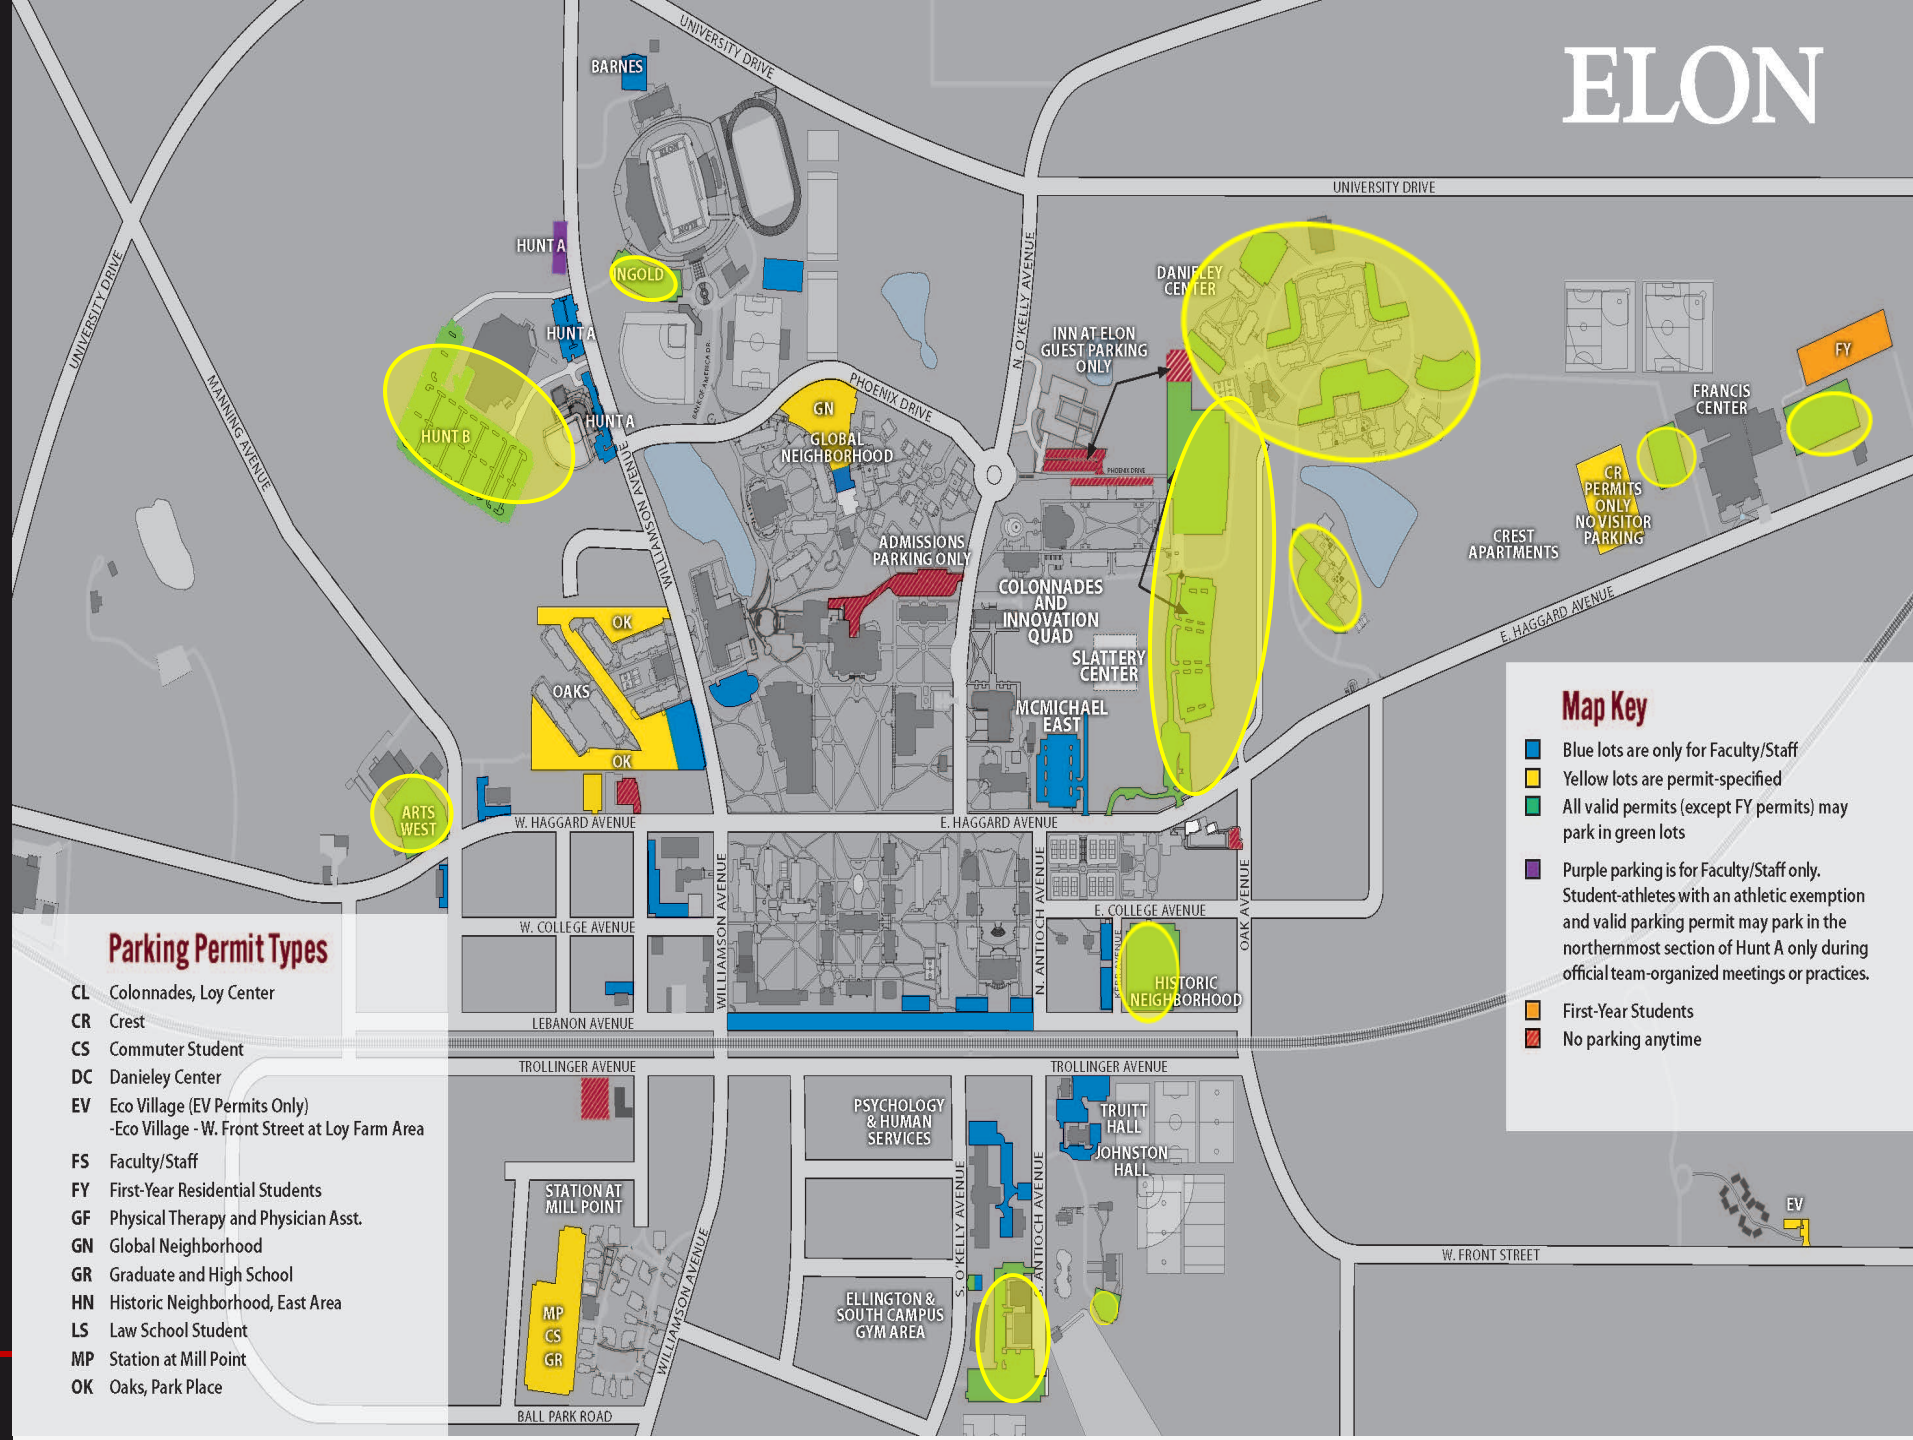 ELON
UNIVERSITY DRIVE
BARNES
ELON
UNIVERSITY DRIVE
HUNT A
INGOLD
ELON
DANIELEY
CENTER
UNIVERSITY DRIVE
N. O'KELLY AVENUE
HUNT A
INN AT ELON
GUEST PARKING
ONLY
FY
BANK OF AMERICA DR.
PHOENIX DRIVE
FRANCIS
CENTER
MANNING AVENUE
GN
HUNT A
HUNT B
GLOBAL
NEIGHBORHOOD
PHOENIX DRIVE
CR
PERMITS
ONLY
NO VISITOR
PARKING
WILLIAMSON AVENUE
ADMISSIONS
PARKING ONLY
CREST
APARTMENTS
COLONNADES
AND
INNOVATION
QUAD
E. HAGGARD AVENUE
OK
SLATTERY
CENTER
OAKS
MCMICHAEL
EAST
OK
ARTS
WEST
W. HAGGARD AVENUE
E. HAGGARD AVENUE
WILLIAMSON AVENUE
N. ANTIOCH AVENUE
OAK AVENUE
E. COLLEGE AVENUE
W. COLLEGE AVENUE
HISTORIC
NEIGHBORHOOD
LEBANON AVENUE
TROLLINGER AVENUE
TROLLINGER AVENUE
PSYCHOLOGY
& HUMAN
SERVICES
TRUITT
HALL
JOHNSTON
HALL
STATION AT
MILL POINT
S. O'KELLY AVENUE
S. ANTIOCH AVENUE
WILLIAMSON AVENUE
EV
W. FRONT STREET
ELLINGTON &
SOUTH CAMPUS
GYM AREA
MP
CS
GR
BALL PARK ROAD
Map Key
Blue lots are only for Faculty/Staff
Yellow lots are permit-specified
All valid permits (except FY permits) may
park in green lots
Purple parking is for Faculty/Staff only.
Student-athletes with an athletic exemption
and valid parking permit may park in the
northernmost section of Hunt A only during
official team-organized meetings or practices.
First-Year Students
No parking anytime
Parking Permit Types
CL Colonnades, Loy Center
CR Crest
CS Commuter Student
DC Danieley Center
EV Eco Village (EV Permits Only)
-Eco Village - W. Front Street at Loy Farm Area
FS Faculty/Staff
FY First-Year Residential Students
GF Physical Therapy and Physician Asst.
GN Global Neighborhood
GR Graduate and High School
HN Historic Neighborhood, East Area
LS Law School Student
MP Station at Mill Point
OK Oaks, Park Place